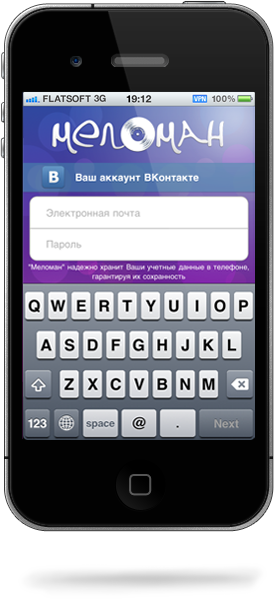 FLATSOFT 3G 19:12 VPN 100%
меломан
B Ваш аккаунт ВКонтакте
Электронная почта
Пароль
"Меломан" надежно хранит Ваши учетные данные в телефоне,
гарантируя их сохранность
Q W E R T Y U I O P
A S D F G H J K L
Z X C V B N M
123 space @ . Next